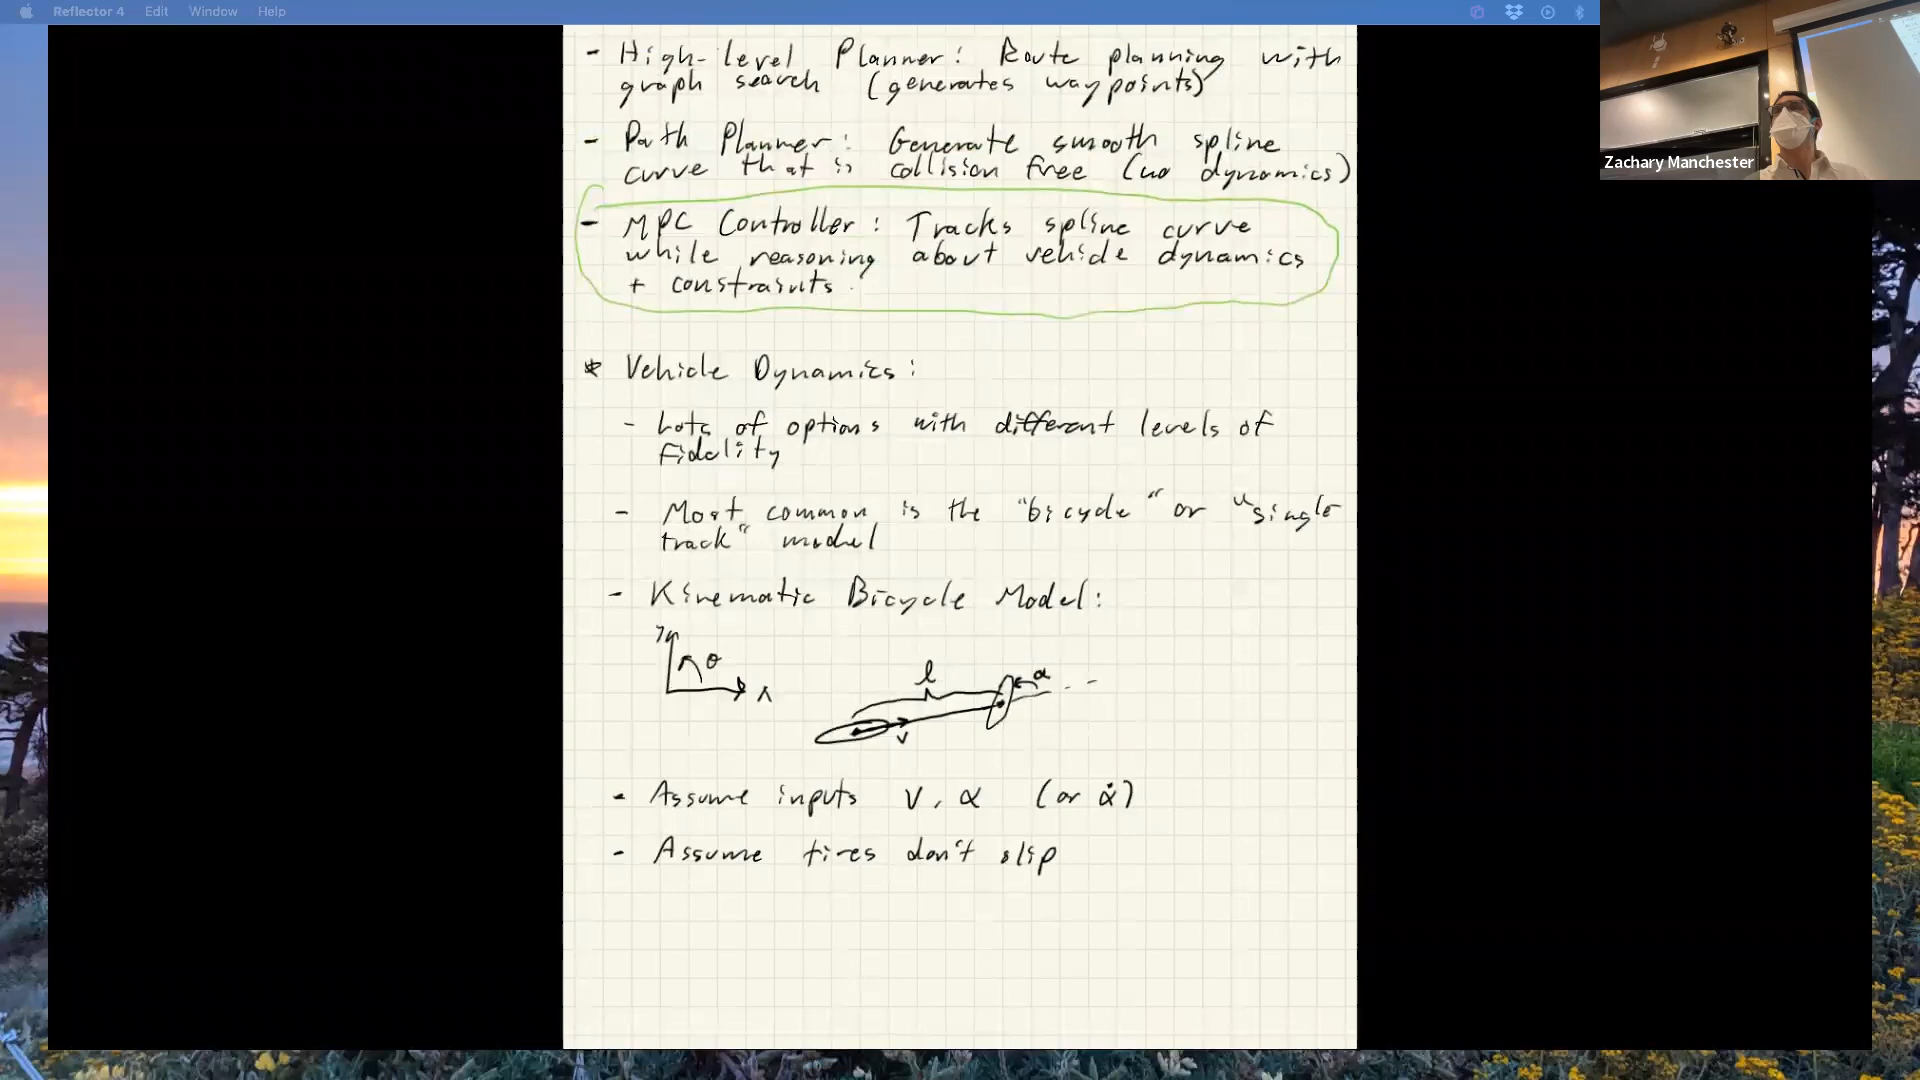 Reflector 4 Edit Window Help
Zachary Manchester
- High-level Planner: Route planning with
graph search (generates waypoints)
- Path Planner: Generate smooth spline
curve that is collision free (no dynamics)
- MPC Controller: Tracks spline curve
while reasoning about vehicle dynamics
+ constraints.
* Vehicle Dynamics:
- Lots of options with different levels of
fidelity
- Most common is the "bicycle" or "single
track" model
- Kinematic Bicycle Model:
y
θ
x
l
α
v
- Assume inputs v, α (or α̇)
- Assume tires don't slip